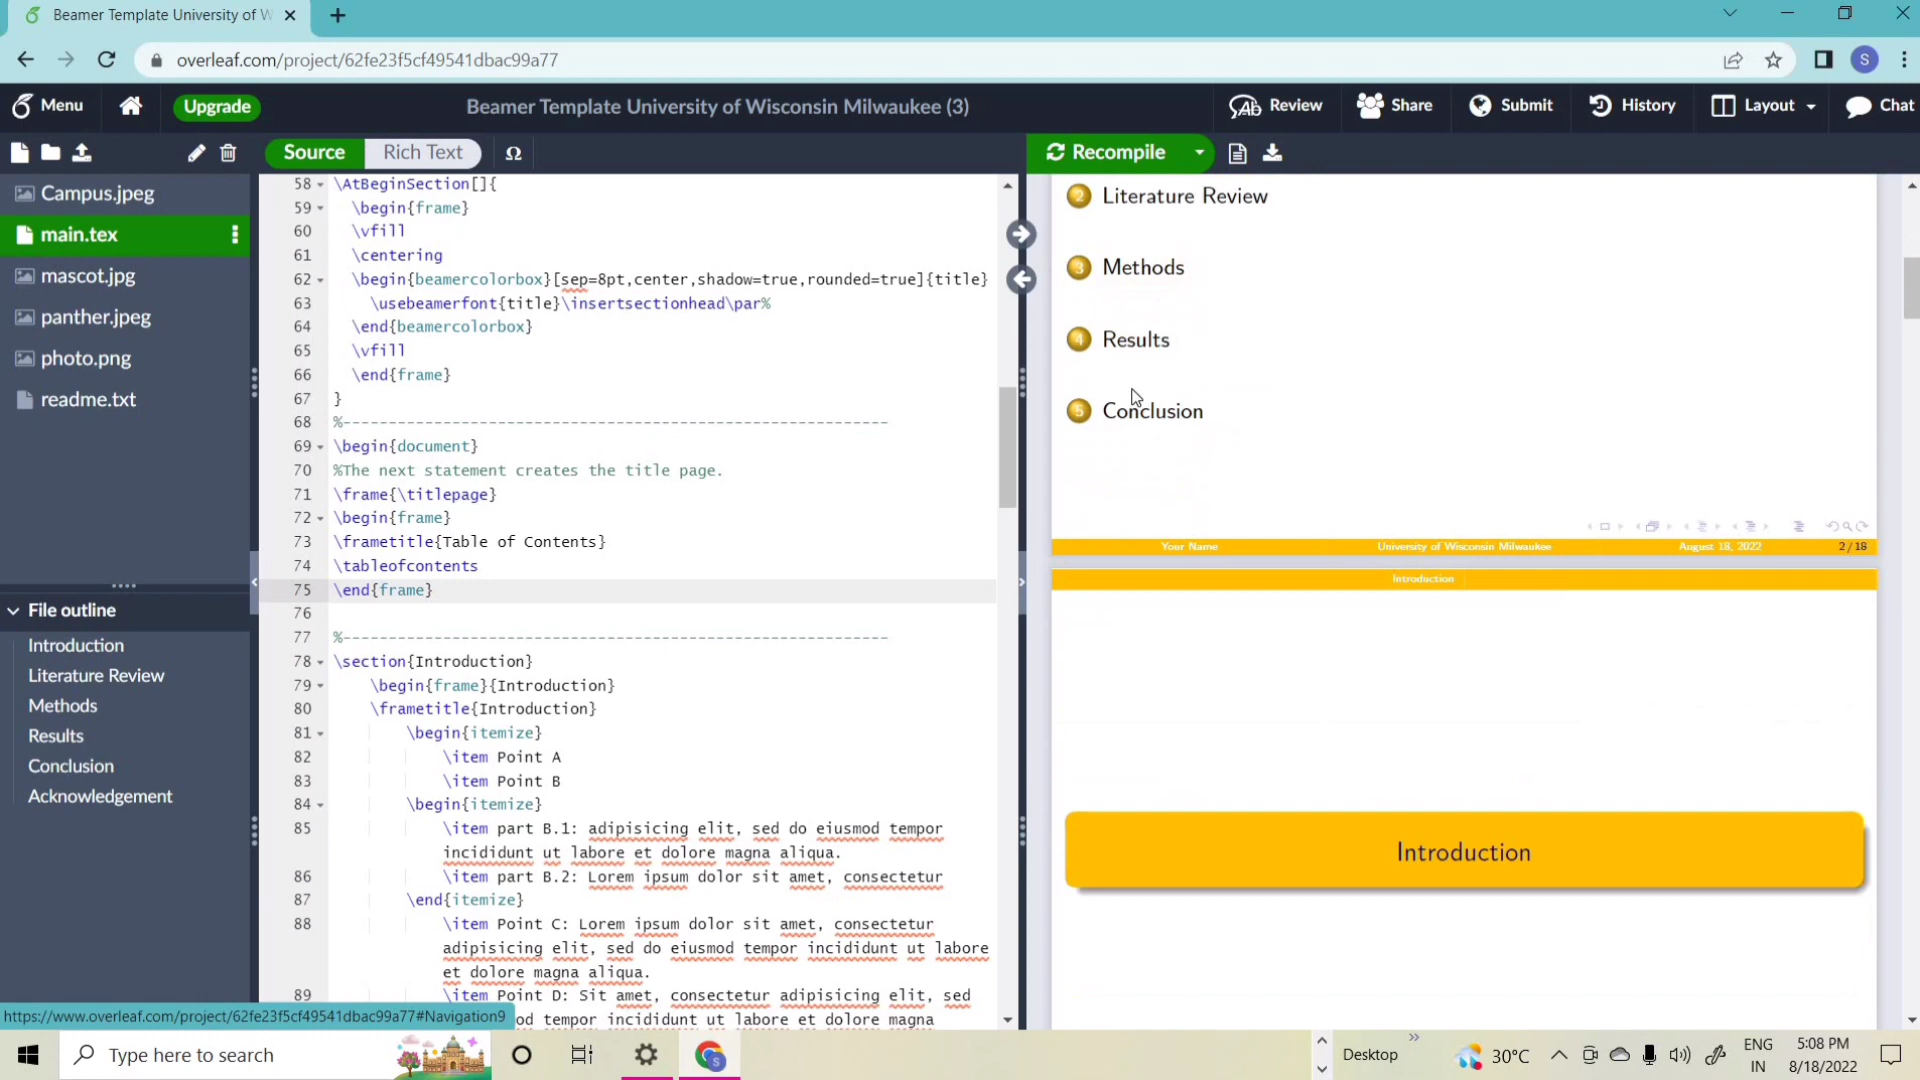 Beamer Template University of W
overleaf.com/project/62fe23f5cf49541dbac99a77
S
Menu
Upgrade
Beamer Template University of Wisconsin Milwaukee (3)
Review
Share
Submit
History
Layout
Chat
Source
Rich Text
Ω
Recompile
Campus.jpeg
main.tex
mascot.jpg
panther.jpeg
photo.png
readme.txt
File outline
Introduction
Literature Review
Methods
Results
Conclusion
Acknowledgement
58 \AtBeginSection[]{
59 \begin{frame}
60 \vfill
61 \centering
62 \begin{beamercolorbox}[sep=8pt,center,shadow=true,rounded=true]{title}
63 \usebeamerfont{title}\insertsectionhead\par%
64 \end{beamercolorbox}
65 \vfill
66 \end{frame}
67 }
68 %------------------------------------------------------------
69 \begin{document}
70 %The next statement creates the title page.
71 \frame{\titlepage}
72 \begin{frame}
73 \frametitle{Table of Contents}
74 \tableofcontents
75 \end{frame}
76
77 %------------------------------------------------------------
78 \section{Introduction}
79 \begin{frame}{Introduction}
80 \frametitle{Introduction}
81 \begin{itemize}
82 \item Point A
83 \item Point B
84 \begin{itemize}
85 \item part B.1: adipisicing elit, sed do eiusmod tempor
incididunt ut labore et dolore magna aliqua.
86 \item part B.2: Lorem ipsum dolor sit amet, consectetur
87 \end{itemize}
88 \item Point C: Lorem ipsum dolor sit amet, consectetur
adipisicing elit, sed do eiusmod tempor incididunt ut labore
et dolore magna aliqua.
89 \item Point D: Sit amet, consectetur adipisicing elit, sed
tempor incididunt ut labore et dolore magna
2 Literature Review
3 Methods
4 Results
5 Conclusion
Your Name University of Wisconsin Milwaukee August 18, 2022 2/18
Introduction
Introduction
https://www.overleaf.com/project/62fe23f5cf49541dbac99a77#Navigation9
Type here to search
Desktop
30°C
ENG
IN
5:08 PM
8/18/2022